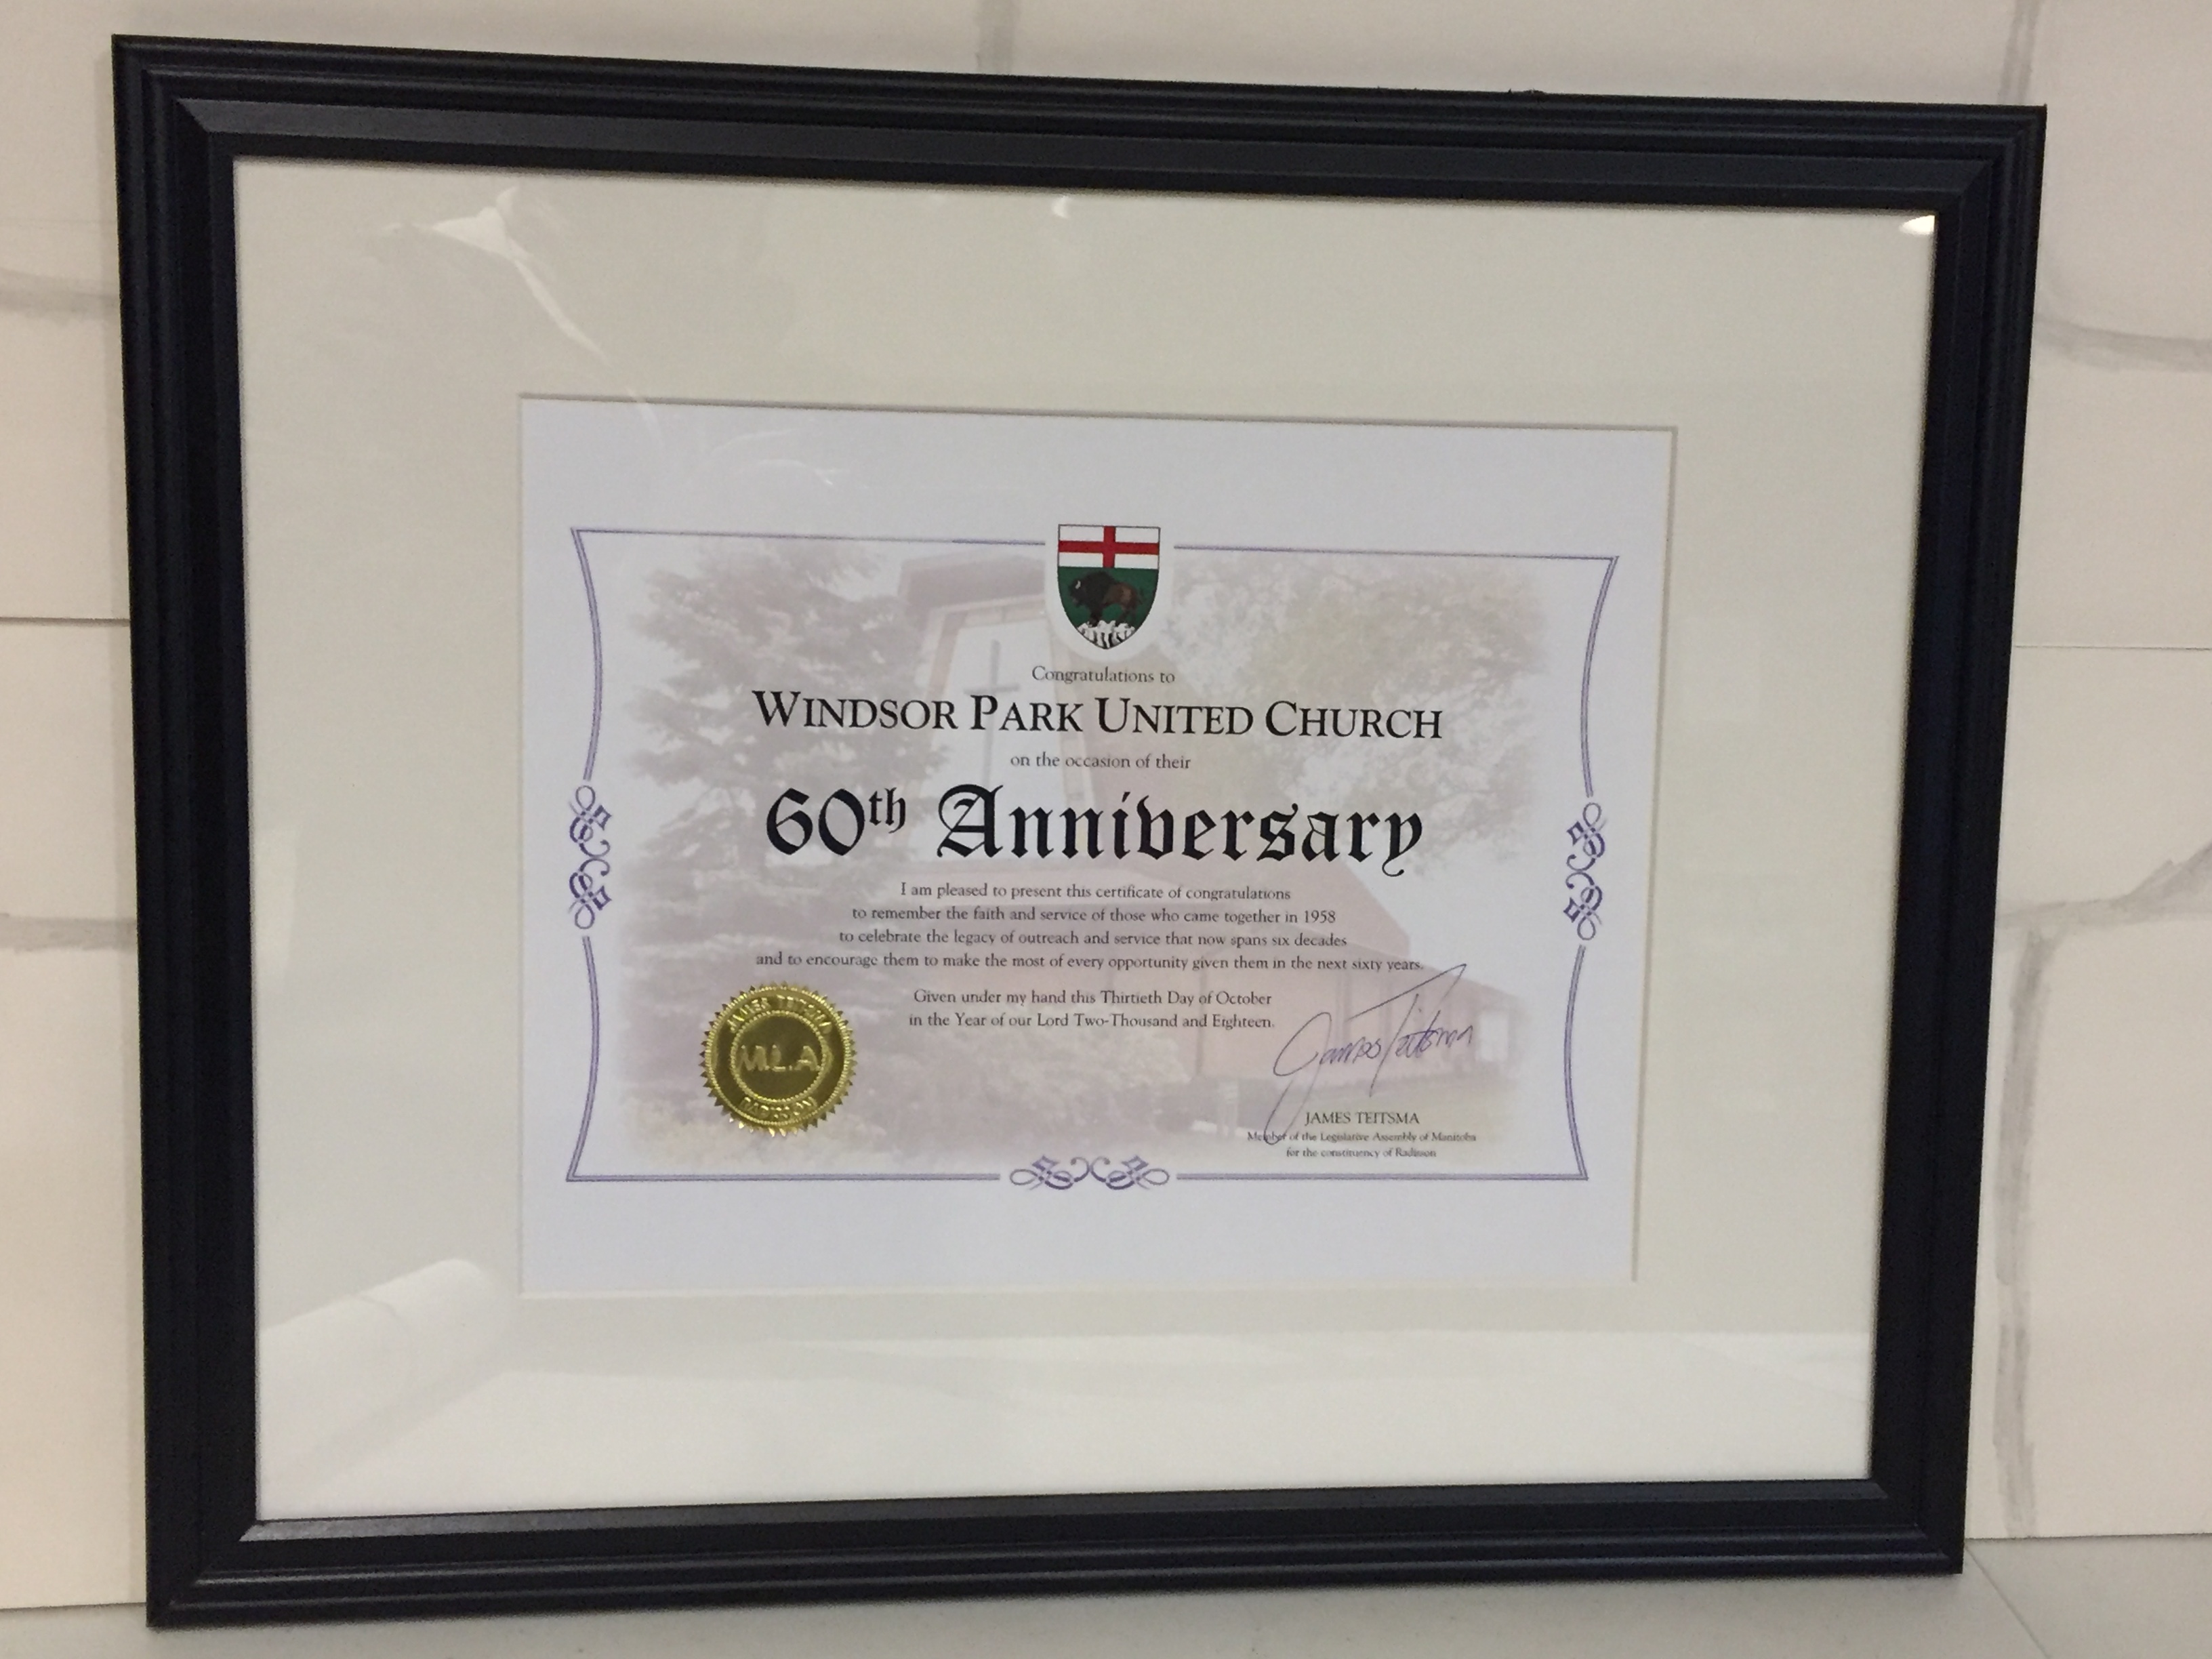 Congratulations to
WINDSOR PARK UNITED CHURCH
on the occasion of their
60th Anniversary
I am pleased to present this certificate of congratulations
to remember the faith and service of those who came together in 1958
to celebrate the legacy of outreach and service that now spans six decades
and to encourage them to make the most of every opportunity given them in the next sixty years.
Given under my hand this Thirtieth Day of October
in the Year of our Lord Two-Thousand and Eighteen.
JAMES TEITSMA
M.L.A.
RADISSON
James Teitsma
JAMES TEITSMA
Member of the Legislative Assembly of Manitoba
for the constituency of Radisson